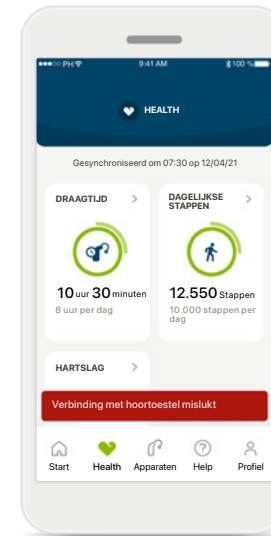 PH 9:41 AM 100 %
HEALTH
Gesynchroniseerd om 07:30 op 12/04/21
DRAAGTIJD
10 uur 30 minuten
8 uur per dag
DAGELIJKSE
STAPPEN
12.550 Stappen
10.000 stappen per
dag
HARTSLAG
Verbinding met hoortoestel mislukt
Start Health Apparaten Help Profiel